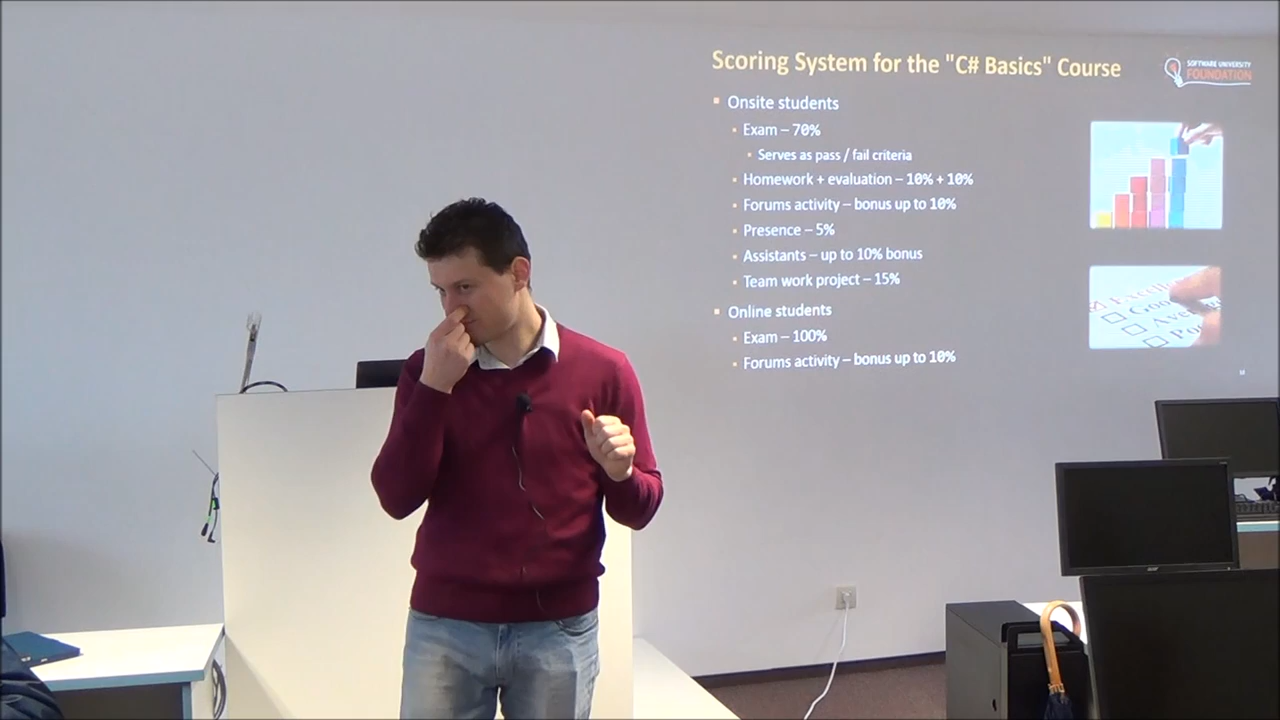 Scoring System for the "C# Basics" Course
SOFTWARE UNIVERSITY
FOUNDATION
Onsite students
Exam – 70%
Serves as pass / fail criteria
Homework + evaluation – 10% + 10%
Forums activity – bonus up to 10%
Presence – 5%
Assistants – up to 10% bonus
Team work project – 15%
Online students
Exam – 100%
Forums activity – bonus up to 10%
acer